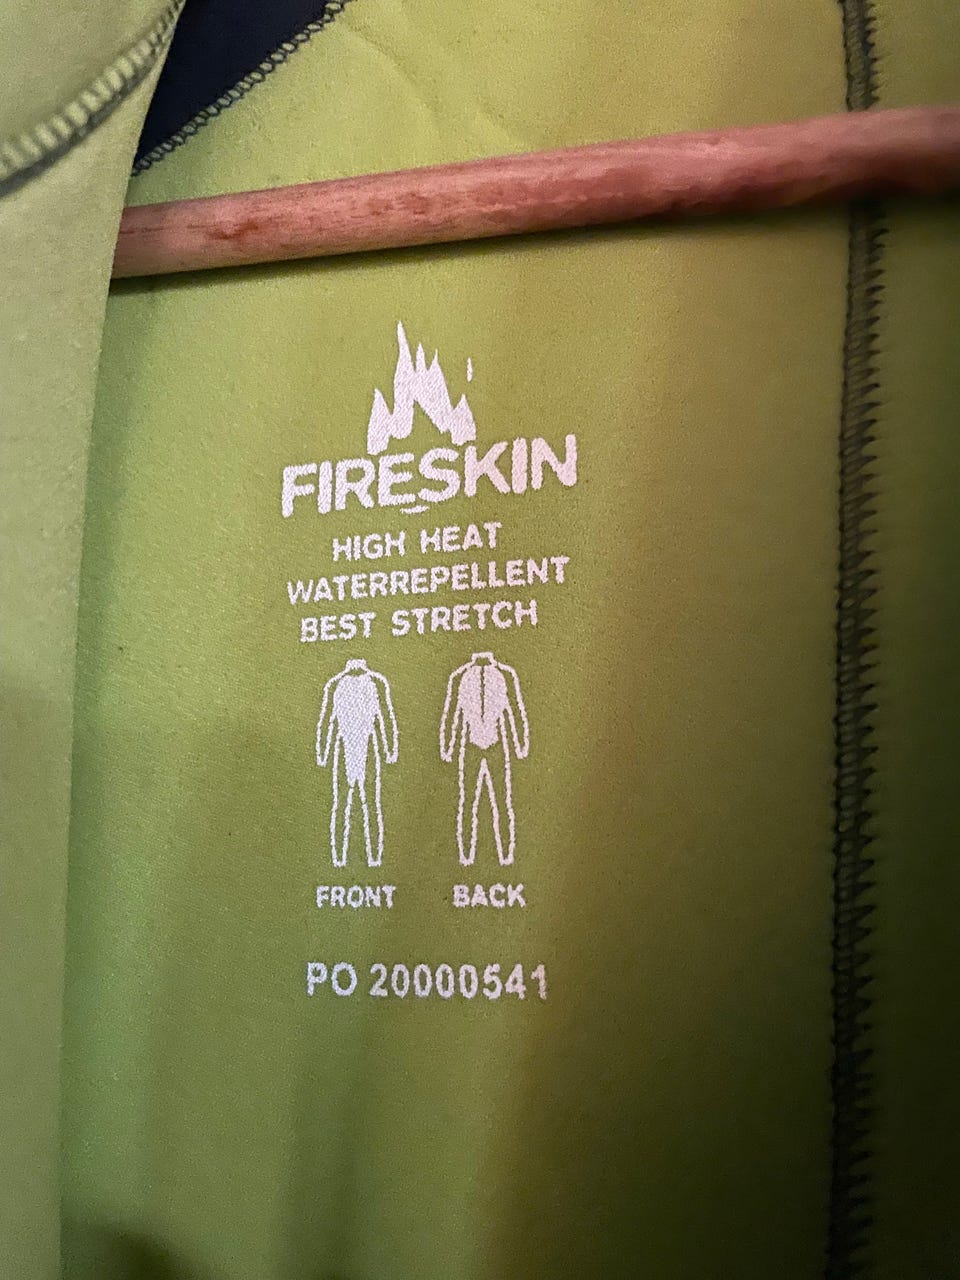 FIRESKIN
HIGH HEAT
WATERREPELLENT
BEST STRETCH
FRONT BACK
PO 20000541